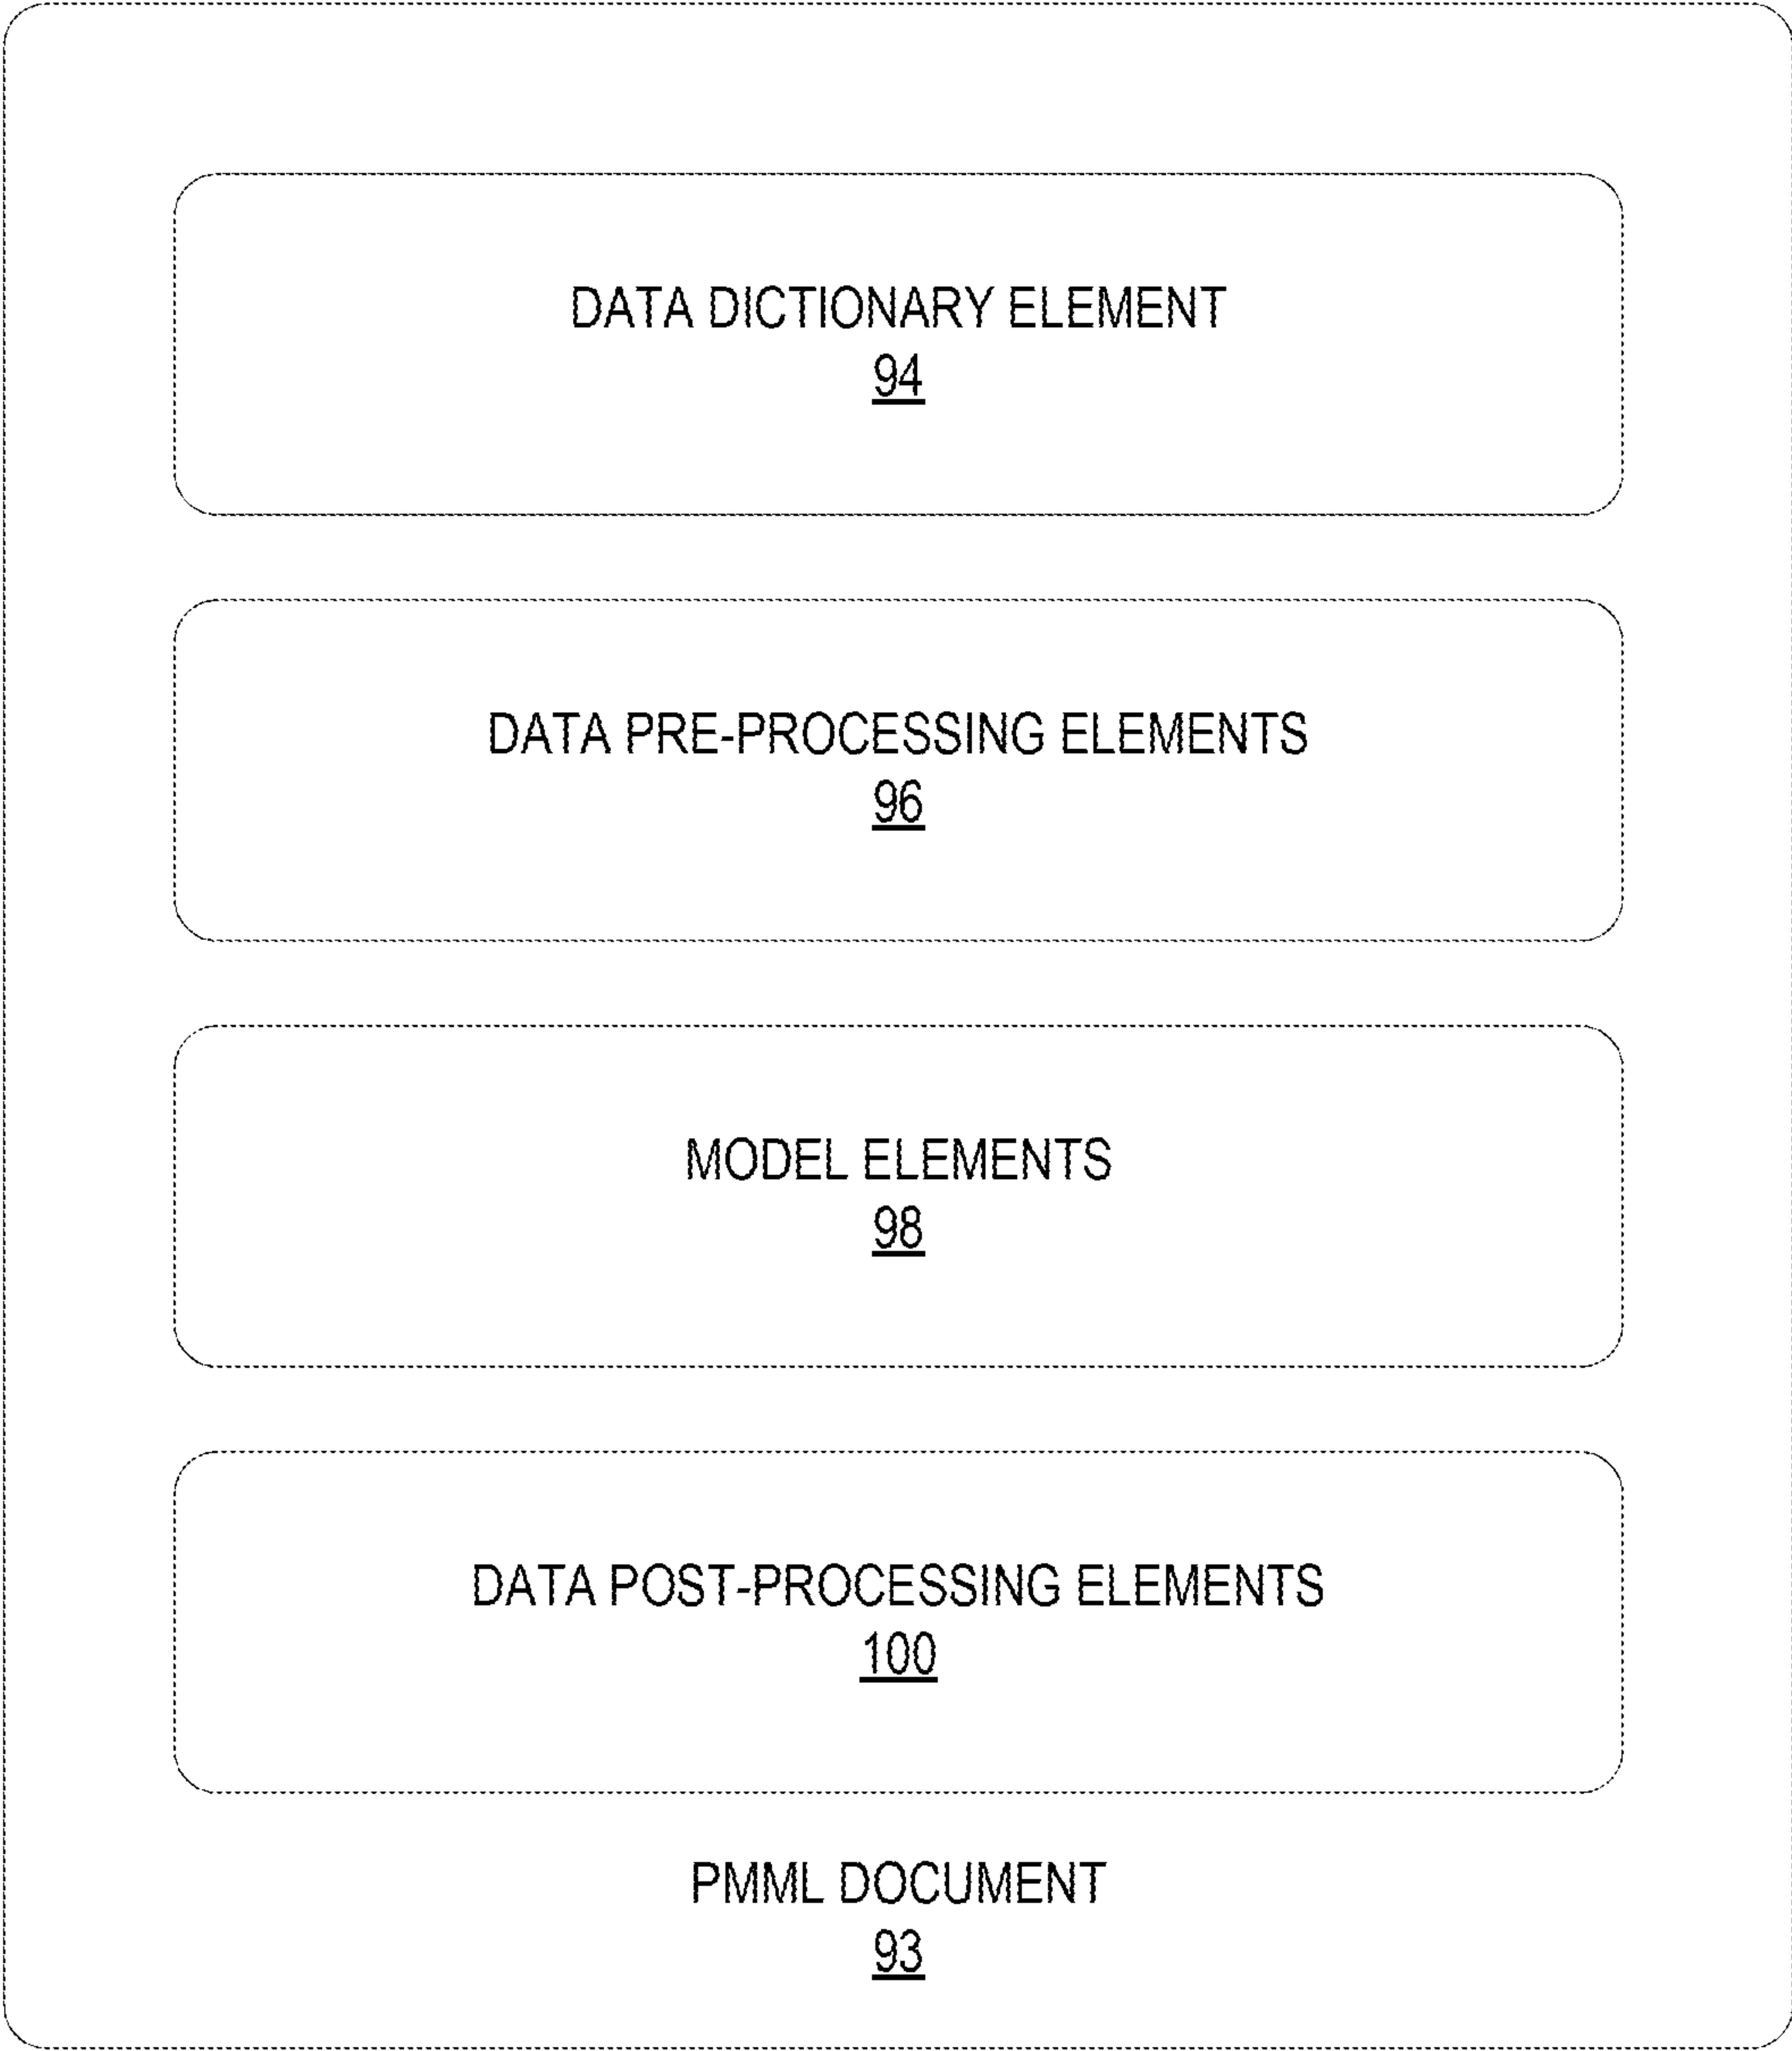 DATA DICTIONARY ELEMENT
94
DATA PRE-PROCESSING ELEMENTS
96
MODEL ELEMENTS
98
DATA POST-PROCESSING ELEMENTS
100
PMML DOCUMENT
93